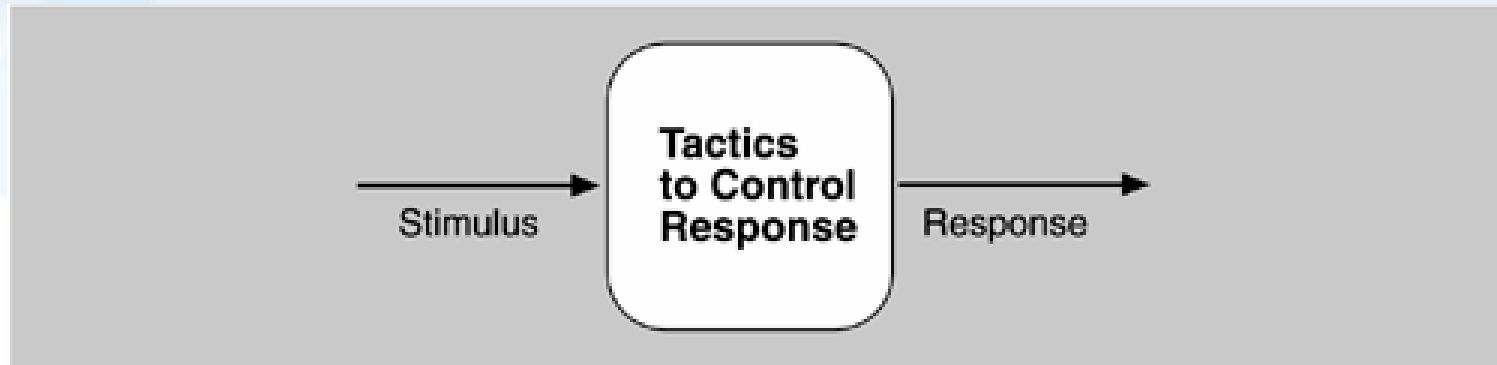 Tactics
to Control
Response
Stimulus
Response